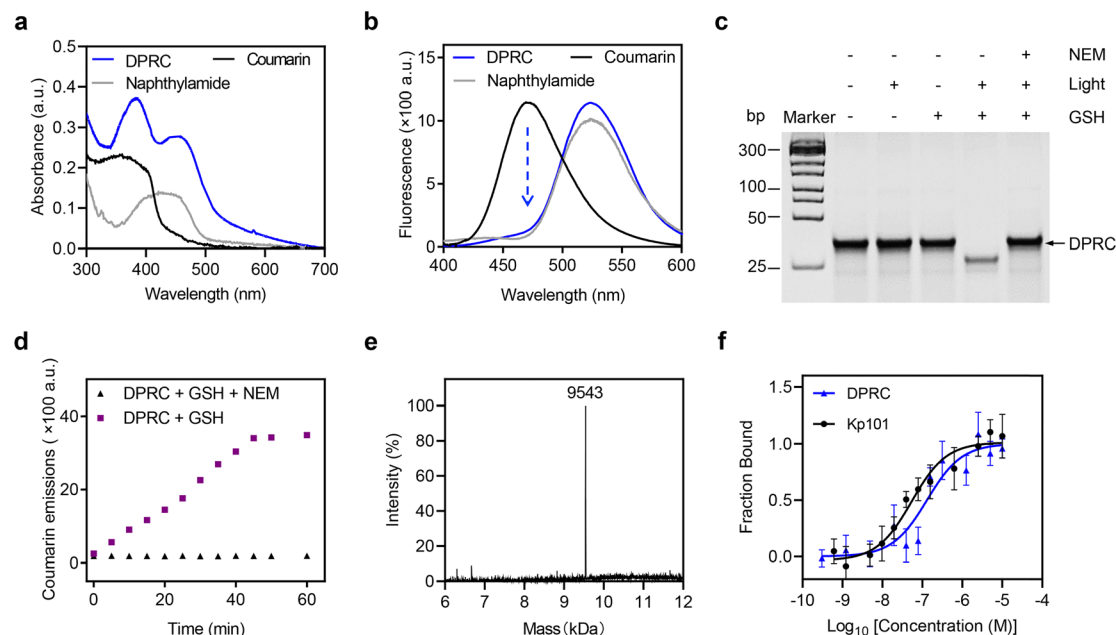 a
0.5
0.4
0.3
0.2
0.1
0.0
Absorbance (a.u.)
DPRC
Coumarin
Naphthylamide
300 400 500 600 700
Wavelength (nm)
b
15
10
5
0
Fluorescence (×100 a.u.)
DPRC
Coumarin
Naphthylamide
400 450 500 550 600
Wavelength (nm)
c
- - - - + NEM
- + - + + Light
bp Marker - - + + + GSH
300
100
50
25
DPRC
d
Coumarin emissions ( ×100 a.u.)
40
20
0
DPRC + GSH + NEM
DPRC + GSH
0 20 40 60
Time (min)
e
9543
100
80
60
40
20
0
Intensity (%)
6 7 8 9 10 11 12
Mass(kDa)
f
1.5
1.0
0.5
0.0
Fraction Bound
DPRC
Kp101
-10 -9 -8 -7 -6 -5 -4
Log10 [Concentration (M)]